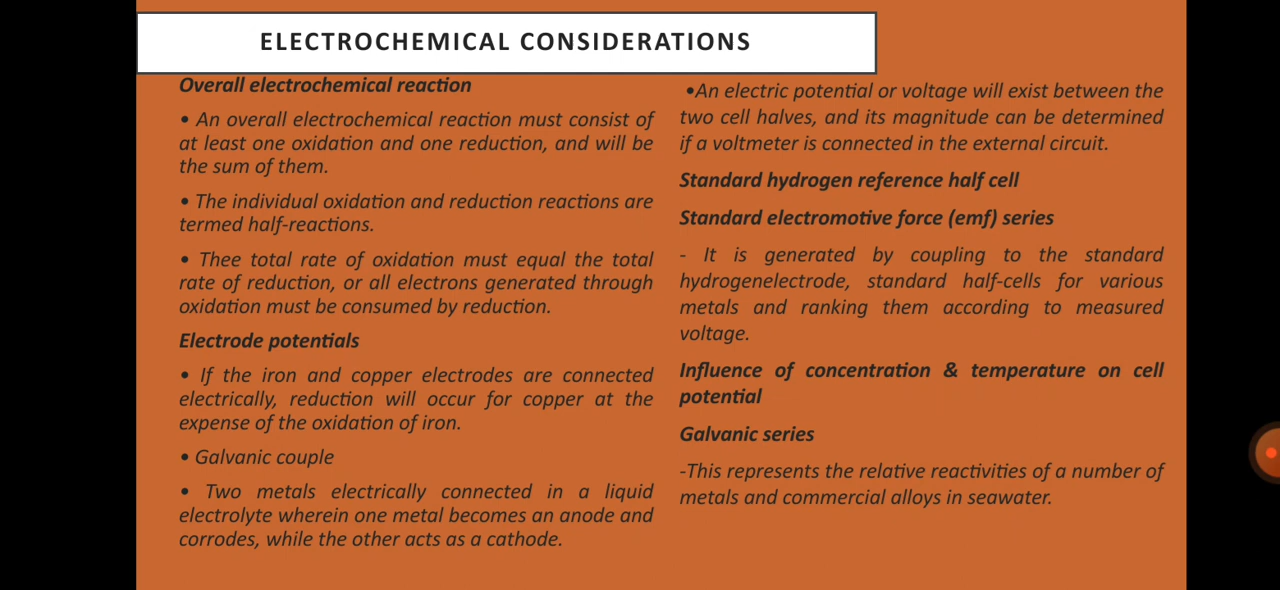 ELECTROCHEMICAL CONSIDERATIONS
Overall electrochemical reaction
• An overall electrochemical reaction must consist of
at least one oxidation and one reduction, and will be
the sum of them.
• The individual oxidation and reduction reactions are
termed half-reactions.
• Thee total rate of oxidation must equal the total
rate of reduction, or all electrons generated through
oxidation must be consumed by reduction.
Electrode potentials
• If the iron and copper electrodes are connected
electrically, reduction will occur for copper at the
expense of the oxidation of iron.
• Galvanic couple
• Two metals electrically connected in a liquid
electrolyte wherein one metal becomes an anode and
corrodes, while the other acts as a cathode.
•An electric potential or voltage will exist between the
two cell halves, and its magnitude can be determined
if a voltmeter is connected in the external circuit.
Standard hydrogen reference half cell
Standard electromotive force (emf) series
- It is generated by coupling to the standard
hydrogenelectrode, standard half-cells for various
metals and ranking them according to measured
voltage.
Influence of concentration & temperature on cell
potential
Galvanic series
-This represents the relative reactivities of a number of
metals and commercial alloys in seawater.